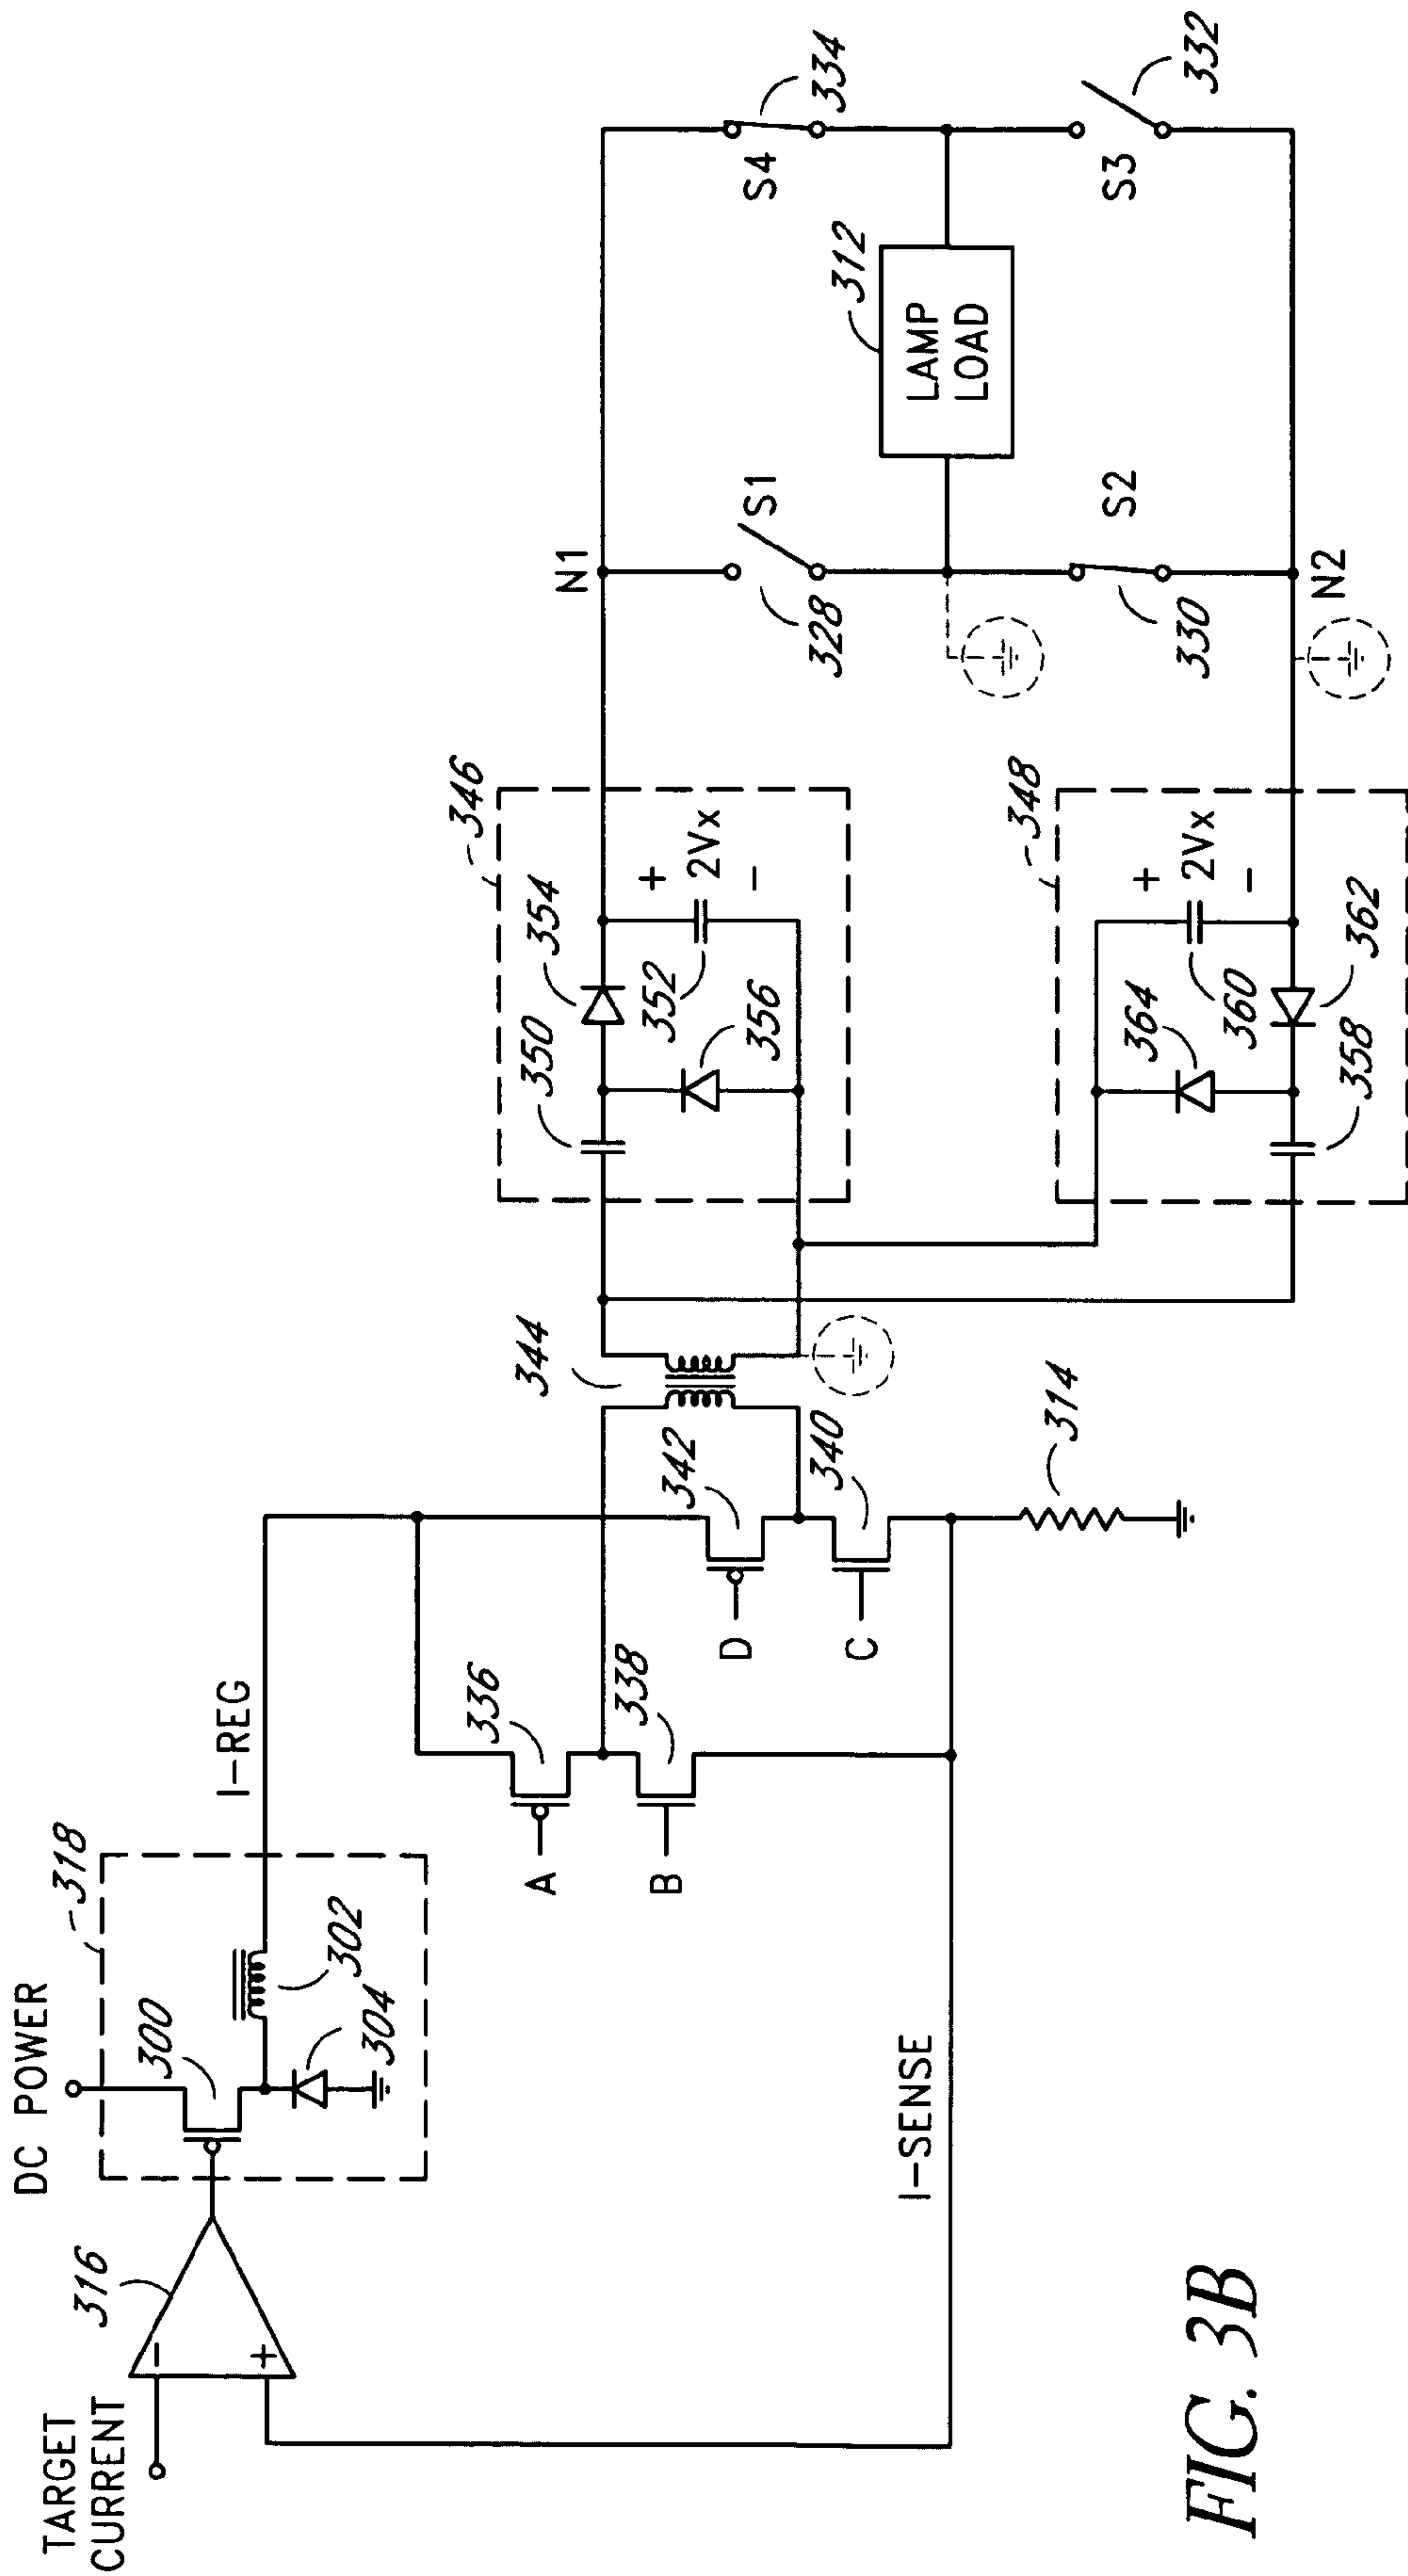 TARGET
CURRENT
316
−
+
DC POWER
318
300
302
304
I-REG
A
336
B
338
D
342
C
340
I-SENSE
314
344
346
350
354
352
356
+
2Vx
−
348
364
360
358
362
+
2Vx
−
N1
N2
S1
328
S2
330
S4
334
S3
332
312
LAMP
LOAD
FIG. 3B